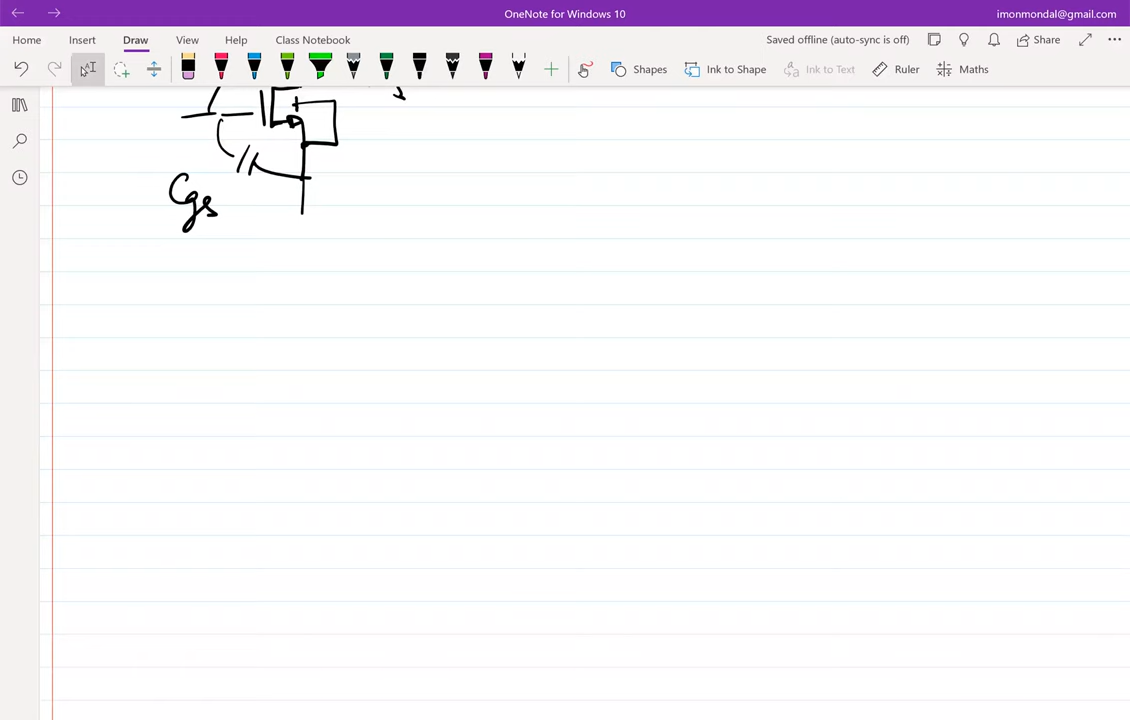 OneNote for Windows 10
imonmondal@gmail.com
Home Insert Draw View Help Class Notebook
Saved offline (auto-sync is off)
Share
Shapes Ink to Shape Ink to Text Ruler Maths
Cgs